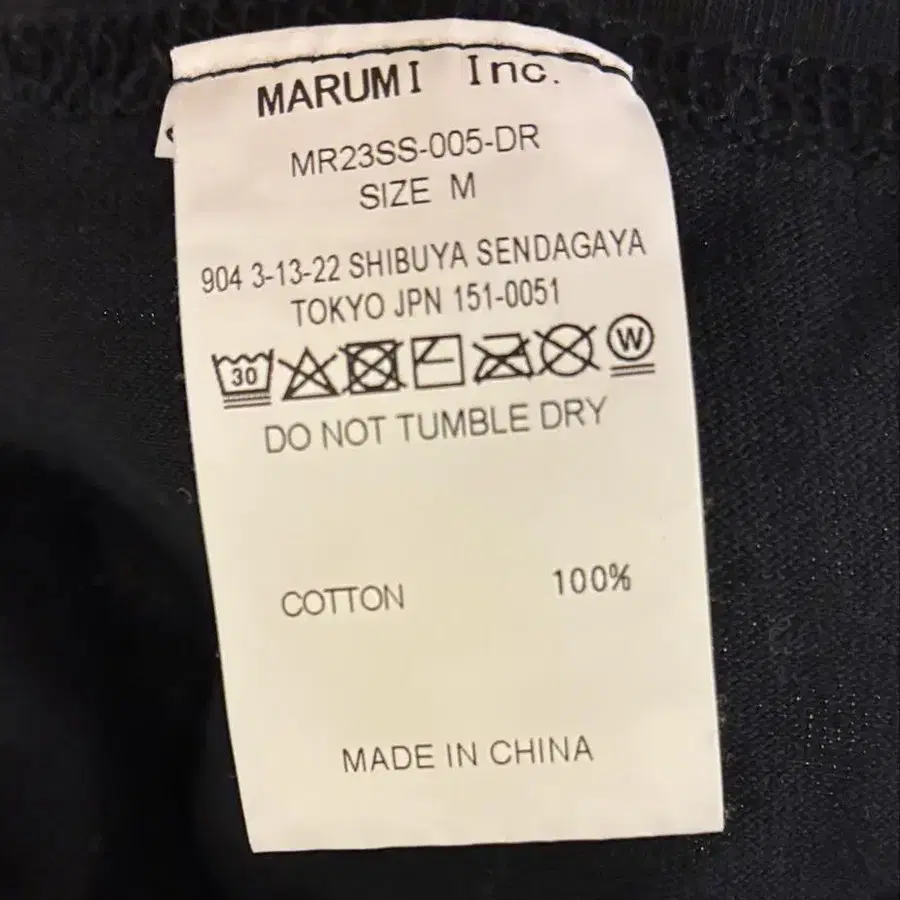 MARUMI Inc.
MR23SS-005-DR
SIZE M
904 3-13-22 SHIBUYA SENDAGAYA
TOKYO JPN 151-0051
30 W
DO NOT TUMBLE DRY
COTTON 100%
MADE IN CHINA